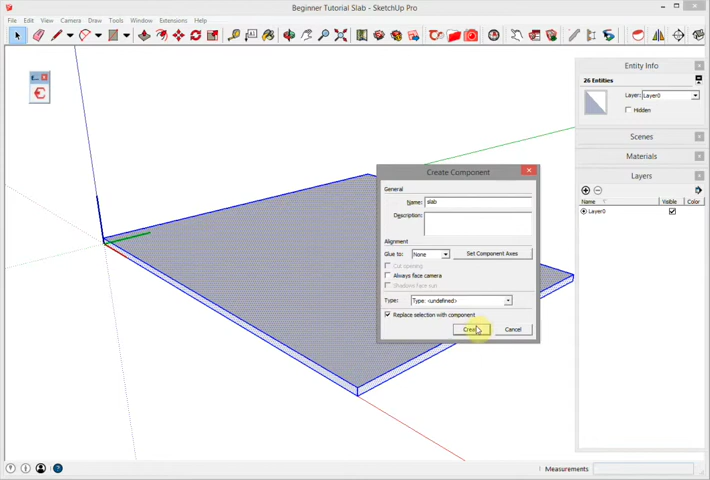 Beginner Tutorial Slab - SketchUp Pro
File Edit View Camera Draw Tools Window Extensions Help
E...
Entity Info
26 Entities
Layer: Layer0
Hidden
Scenes
Materials
Layers
Name Visible Color
Layer0
Create Component
General
Name: slab
Description:
Alignment
Glue to: None Set Component Axes
Cut opening
Always face camera
Shadows face sun
Type: Type: <undefined>
Replace selection with component
Create Cancel
Measurements